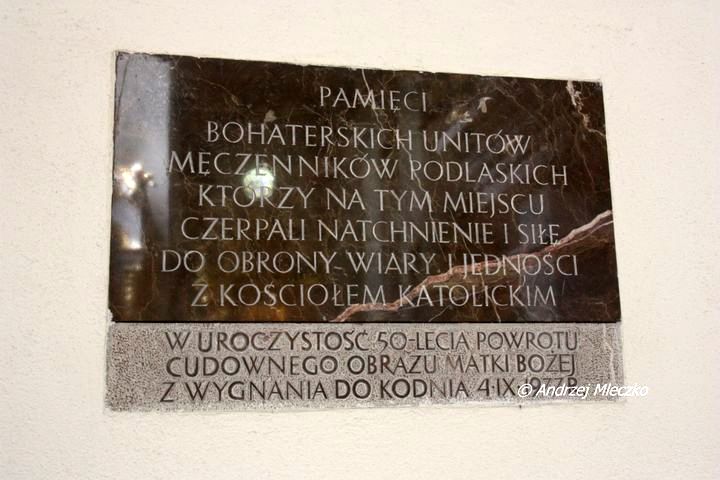 PAMIĘCI
BOHATERSKICH UNITÓW
MĘCZENNIKÓW PODLASKICH
KTÓRZY NA TYM MIEJSCU
CZERPALI NATCHNIENIE I SIŁĘ
DO OBRONY WIARY I JEDNOŚCI
Z KOŚCIOŁEM KATOLICKIM
W UROCZYSTOŚĆ 50-LECIA POWROTU
CUDOWNEGO OBRAZU MATKI BOŻEJ
Z WYGNANIA DO KODNIA 4·IX
© Andrzej Mleczko